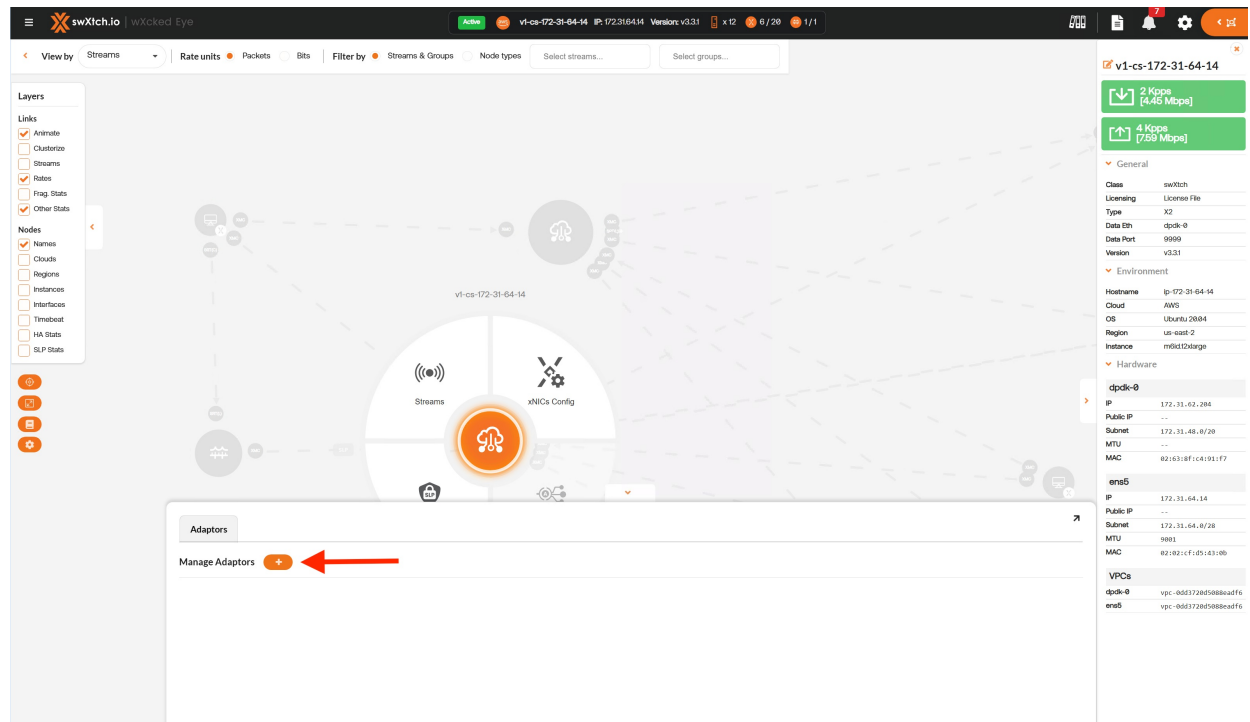 swXtch.io | wXcked Eye
Active v1-cs-172-31-64-14 IP: 172.31.64.14 Version: v3.3.1 x 12 6 / 20 1 / 1
7
View by Streams Rate units Packets Bits Filter by Streams & Groups Node types Select streams... Select groups...
Layers
Links
Animate
Clusterize
Streams
Rates
Frag. Stats
Other Stats
Nodes
Names
Clouds
Regions
Instances
Interfaces
Timebeat
HA Stats
SLP Stats
v1-cs-172-31-64-14
Streams
xNICs Config
SLP
Adaptors
Manage Adaptors +
v1-cs-172-31-64-14
2 Kpps
[4.45 Mbps]
4 Kpps
[7.59 Mbps]
General
Class swXtch
Licensing License File
Type X2
Data Eth dpdk-0
Data Port 9999
Version v3.3.1
Environment
Hostname ip-172-31-64-14
Cloud AWS
OS Ubuntu 20.04
Region us-east-2
Instance m6id.12xlarge
Hardware
dpdk-0
IP 172.31.62.204
Public IP --
Subnet 172.31.48.0/20
MTU --
MAC 02:63:8f:c4:91:f7
ens5
IP 172.31.64.14
Public IP --
Subnet 172.31.64.0/28
MTU 9001
MAC 02:02:cf:d5:43:0b
VPCs
dpdk-0 vpc-0dd3720d5088eadf6
ens5 vpc-0dd3720d5088eadf6